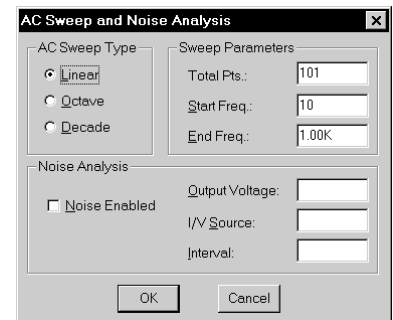 AC Sweep and Noise Analysis
AC Sweep Type
Linear
Octave
Decade
Sweep Parameters
Total Pts.: 101
Start Freq.: 10
End Freq.: 1.00K
Noise Analysis
Noise Enabled
Output Voltage:
I/V Source:
Interval:
OK Cancel